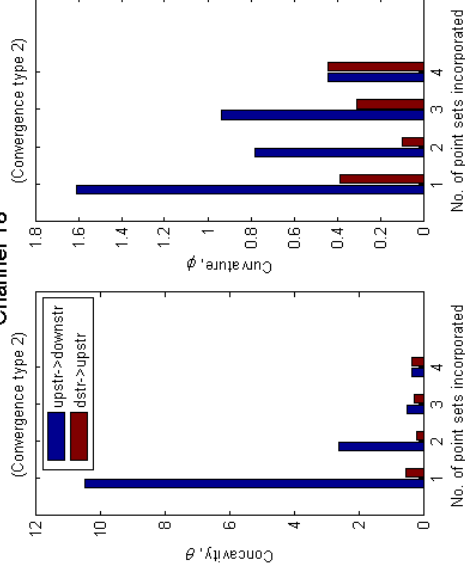 Channel
(Convergence type 2)
upstr->downstr
dstr->upstr
12
10
8
6
4
2
0
Concavity, θ
1 2 3 4
No. of point sets incorporated
(Convergence type 2)
1.8
1.6
1.4
1.2
1
0.8
0.6
0.4
0.2
0
Curvature, φ
1 2 3 4
No. of point sets incorporated